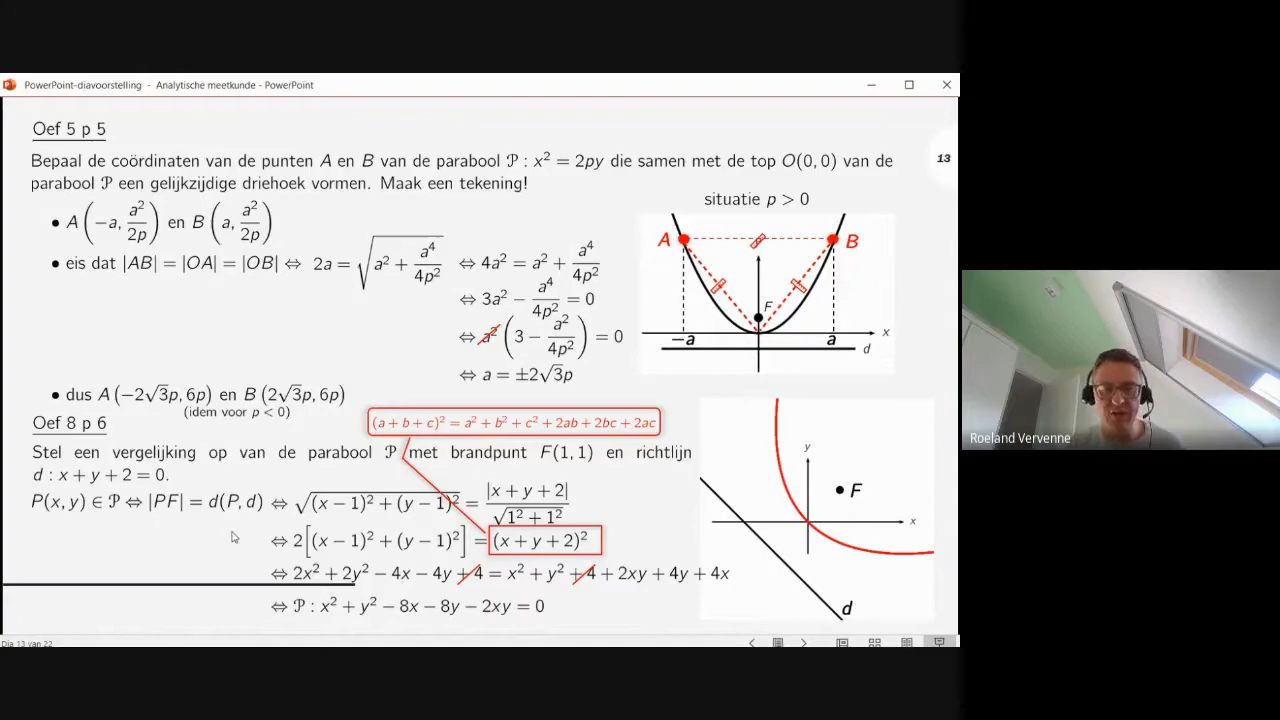 PowerPoint-diavoorstelling - Analytische meetkunde - PowerPoint
Oef 5 p 5
13
Bepaal de coördinaten van de punten A en B van de parabool 𝒫 : x² = 2py die samen met de top O(0, 0) van de
parabool 𝒫 een gelijkzijdige driehoek vormen. Maak een tekening!
situatie p > 0
• A(−a, a²/2p) en B(a, a²/2p)
• eis dat |AB| = |OA| = |OB| ⇔ 2a = √(a² + a⁴/4p²) ⇔ 4a² = a² + a⁴/4p²
⇔ 3a² − a⁴/4p² = 0
⇔ a²(3 − a²/4p²) = 0
⇔ a = ±2√3p
A
B
F
x
−a
a
d
• dus A(−2√3p, 6p) en B(2√3p, 6p)
(idem voor p < 0)
Oef 8 p 6
(a + b + c)² = a² + b² + c² + 2ab + 2bc + 2ac
Stel een vergelijking op van de parabool 𝒫 met brandpunt F(1, 1) en richtlijn
d : x + y + 2 = 0.
P(x, y) ∈ 𝒫 ⇔ |PF| = d(P, d) ⇔ √((x − 1)² + (y − 1)²) = |x + y + 2|/√(1² + 1²)
⇔ 2[(x − 1)² + (y − 1)²] = (x + y + 2)²
⇔ 2x² + 2y² − 4x − 4y + 4 = x² + y² + 4 + 2xy + 4y + 4x
⇔ 𝒫 : x² + y² − 8x − 8y − 2xy = 0
y
F
x
d
Dia 13 van 22
Roeland Vervenne